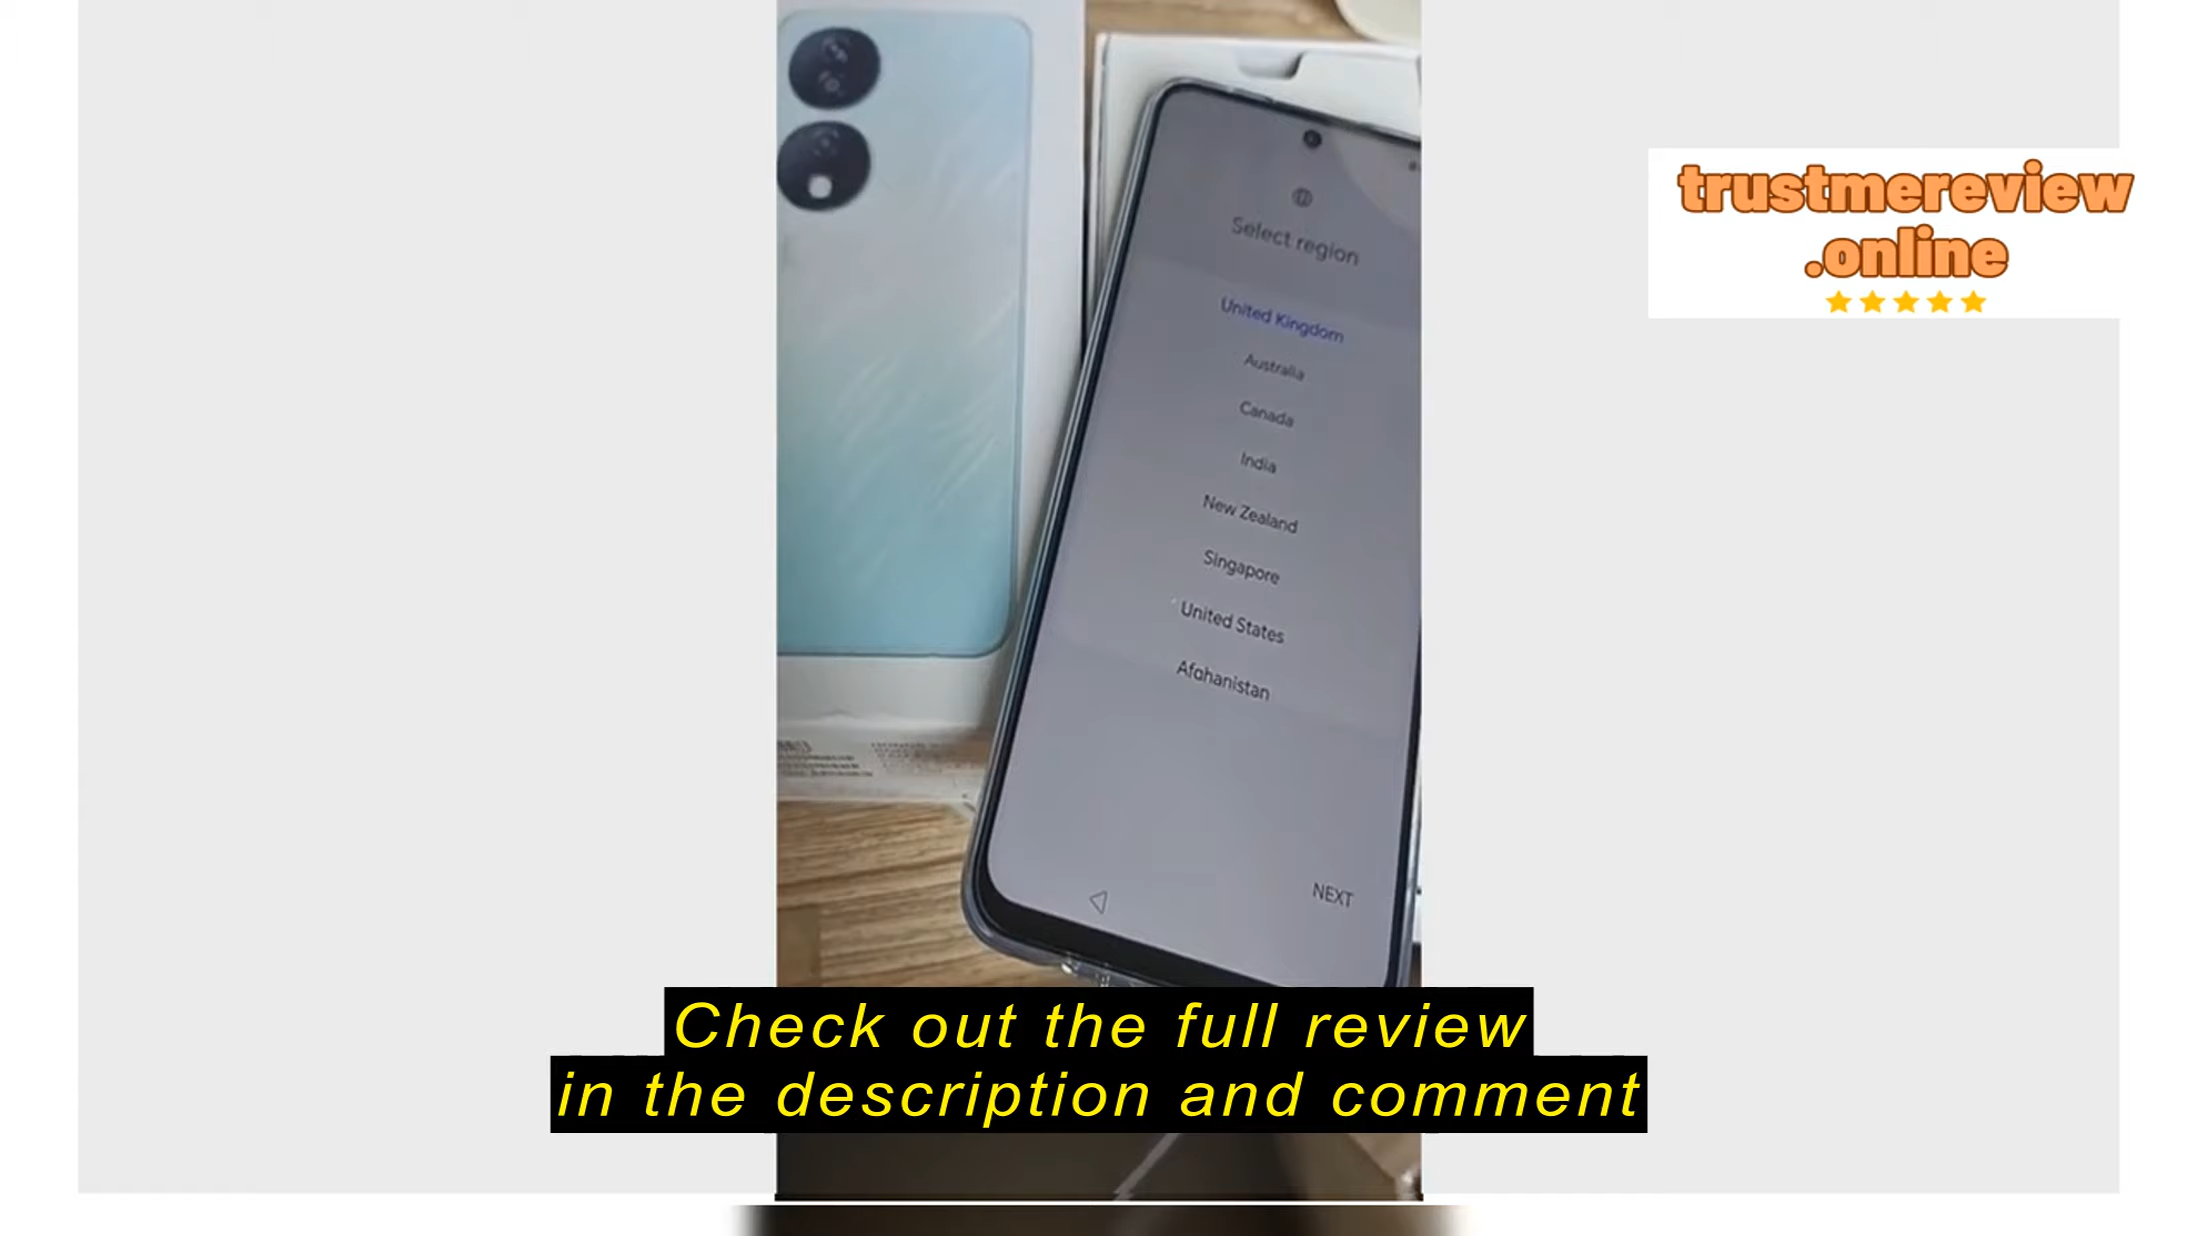 trustmereview
.online
Select region
United Kingdom
Australia
Canada
India
New Zealand
Singapore
United States
Afghanistan
NEXT
Check out the full review
in the description and comment